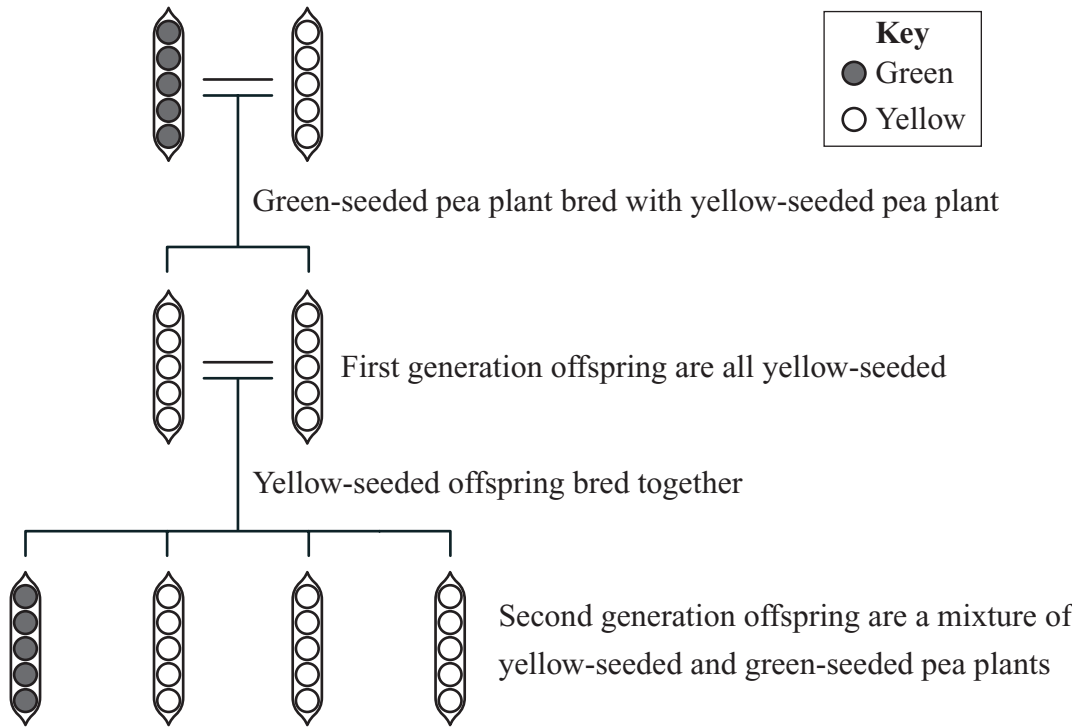 Key
Green
Yellow
Green-seeded pea plant bred with yellow-seeded pea plant
First generation offspring are all yellow-seeded
Yellow-seeded offspring bred together
Second generation offspring are a mixture of
yellow-seeded and green-seeded pea plants